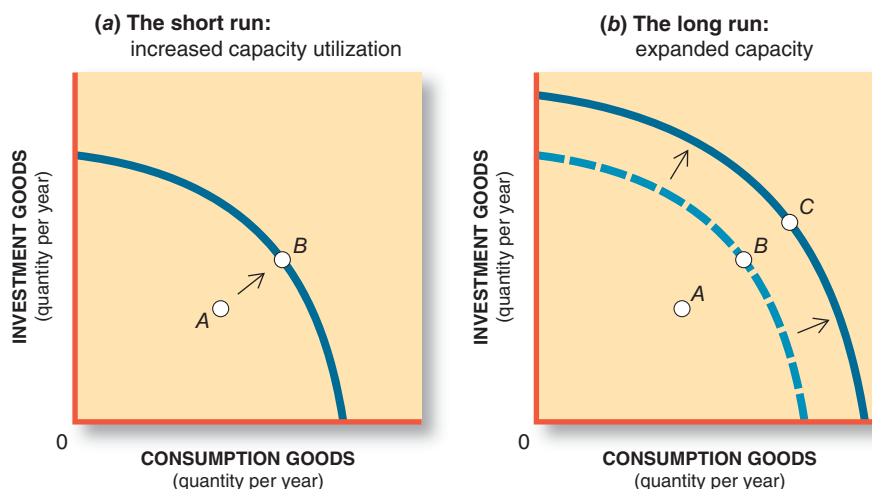 (a) The short run:
increased capacity utilization
INVESTMENT GOODS
(quantity per year)
B
A
0
CONSUMPTION GOODS
(quantity per year)
(b) The long run:
expanded capacity
INVESTMENT GOODS
(quantity per year)
C
B
A
0
CONSUMPTION GOODS
(quantity per year)